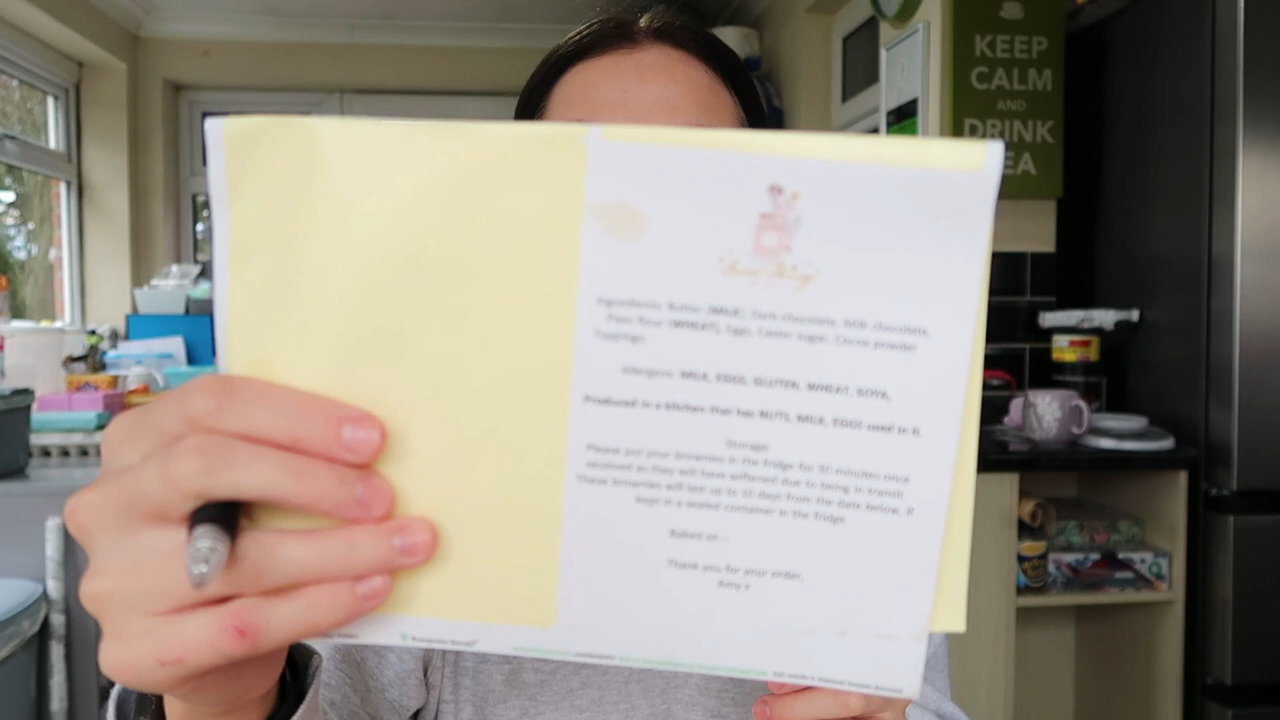 KEEP
CALM
AND
DRINK
EA
Ingredients: Butter (MILK), Dark chocolate, Milk chocolate,
Plain flour (WHEAT), Eggs, Caster sugar, Cocoa powder
Toppings:
Allergens: MILK, EGGS, GLUTEN, WHEAT, SOYA,
Produced in a kitchen that has NUTS, MILK, EGGS used in it.
Storage:
Please put your brownies in the fridge for 30 minutes once
received as they will have softened due to being in transit.
These brownies will last up to 10 days from the date below, if
kept in a sealed container in the fridge.
Baked on –
Thank you for your order,
Amy x